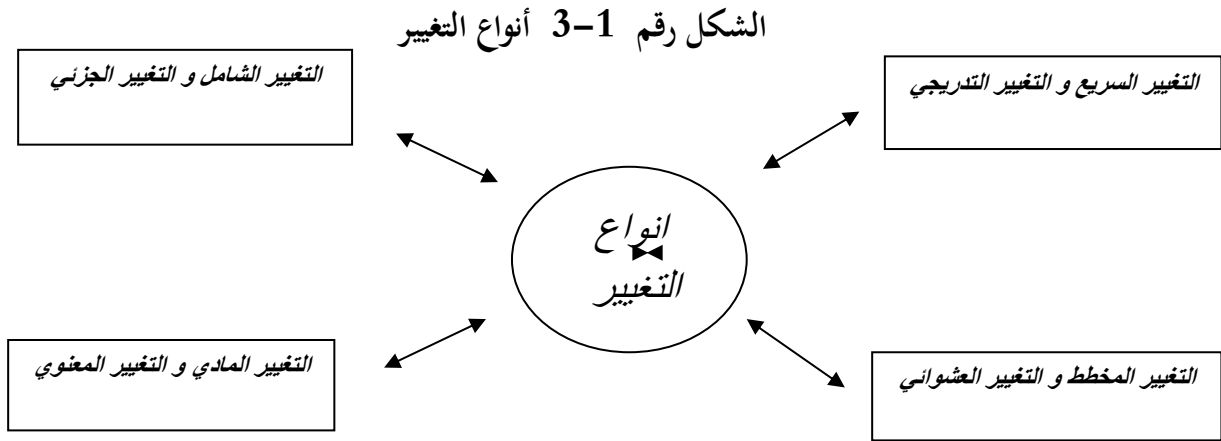 الشكل رقم 1-3 أنواع التغيير
التغيير السريع و التغيير التدريجي
التغيير الشامل و التغيير الجزئي
انواع
التغيير
التغيير المخطط و التغيير العشوائي
التغيير المادي و التغيير المعنوي